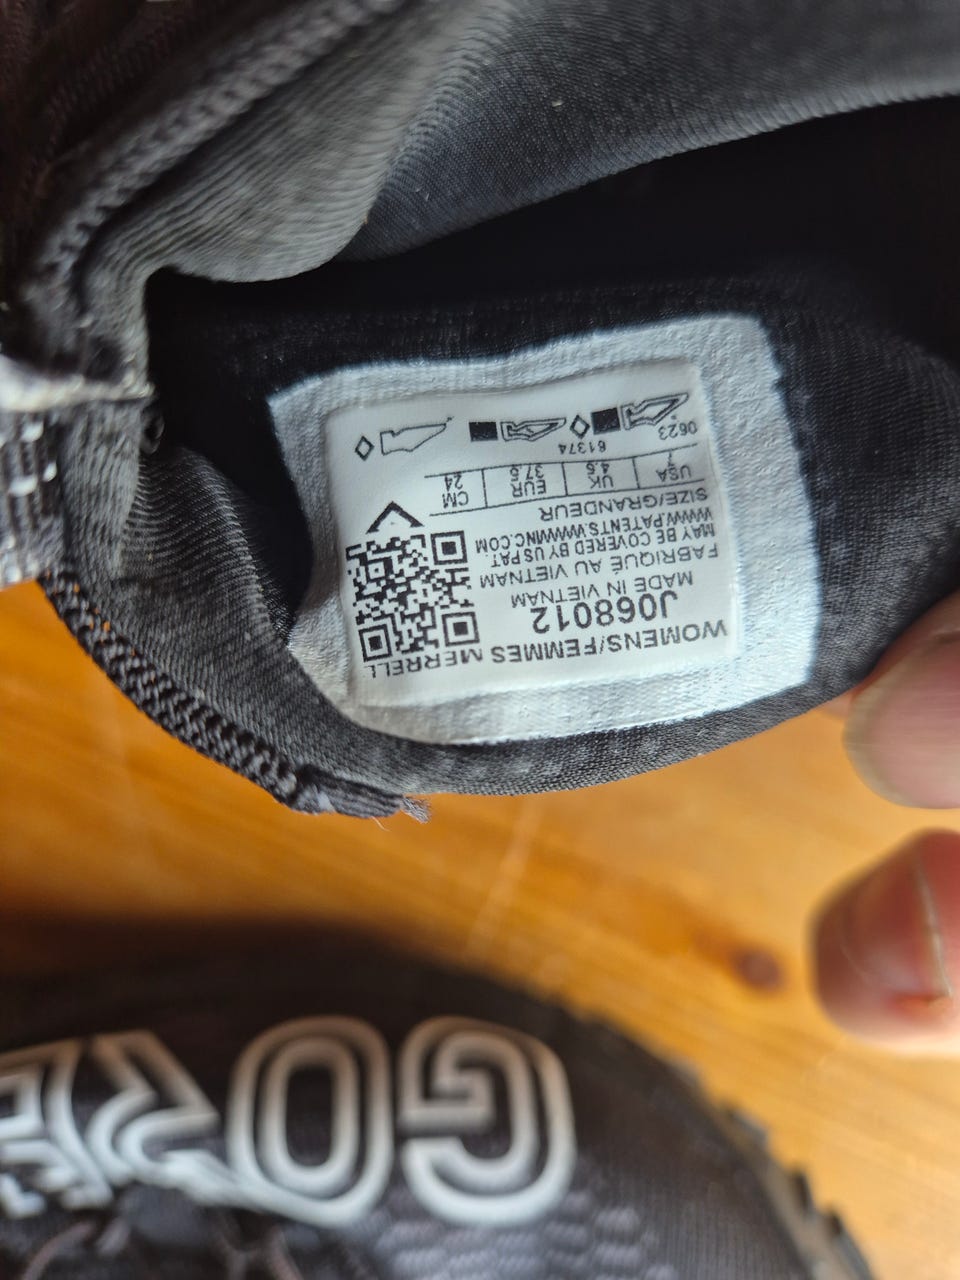 WOMENS/FEMMES MERRELL
J068012
MADE IN VIETNAM
FABRIQUÉ AU VIETNAM
MAY BE COVERED BY US PAT.
WWW.PATENTS.WWWINC.COM
SIZE/GRANDEUR
USA UK EUR CM
7 4.5 37.5 24
0623 61374
GORE